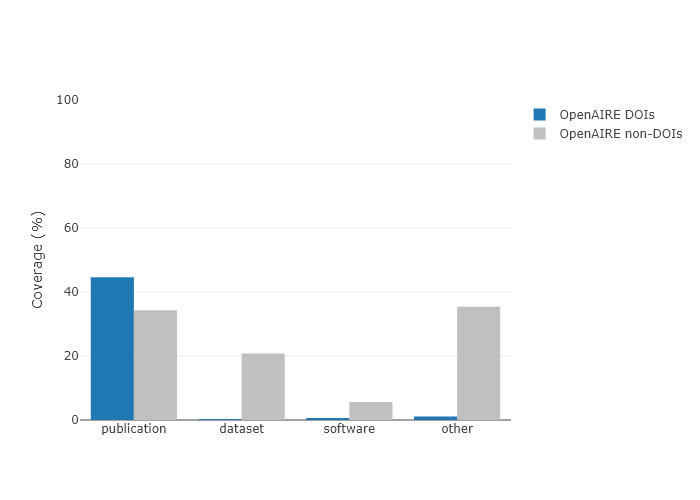 100
80
60
40
20
0
Coverage (%)
publication
dataset
software
other
OpenAIRE DOIs
OpenAIRE non-DOIs